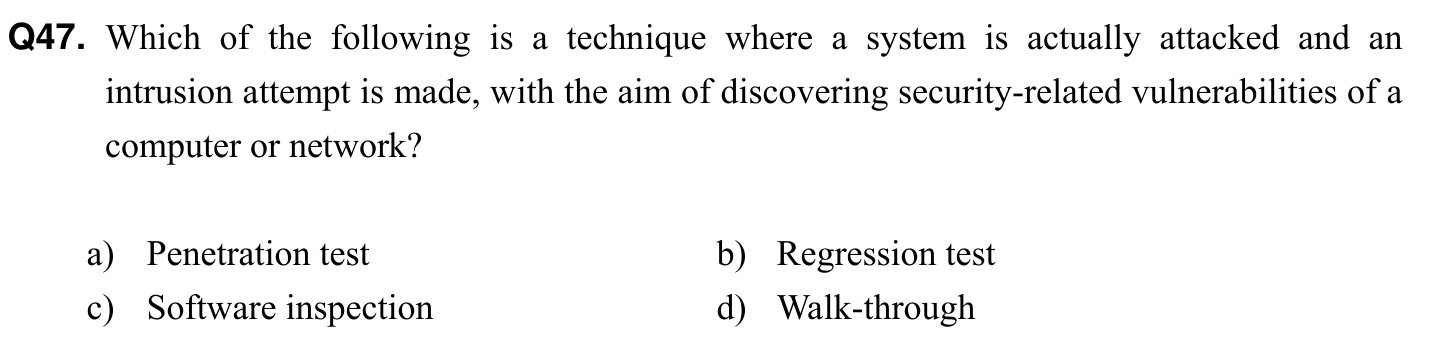 Q47. Which of the following is a technique where a system is actually attacked and an
intrusion attempt is made, with the aim of discovering security-related vulnerabilities of a
computer or network?
a) Penetration test b) Regression test
c) Software inspection d) Walk-through